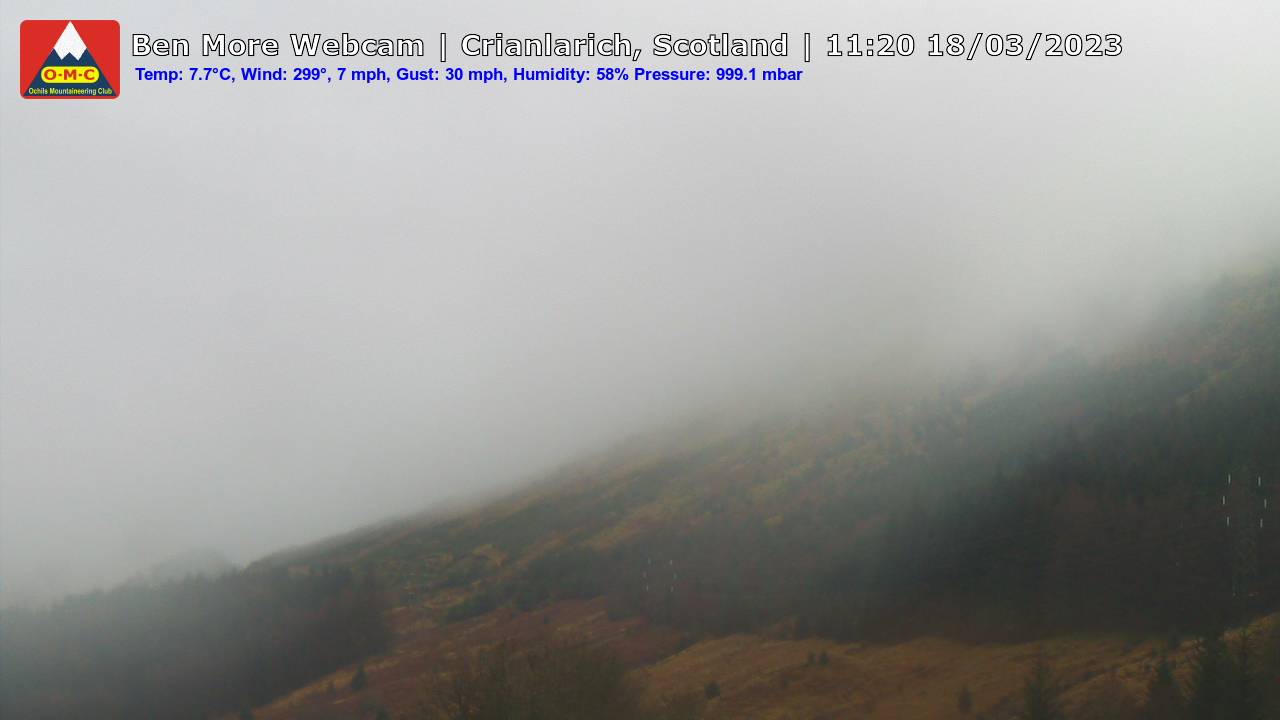 Ben More Webcam | Crianlarich, Scotland | 11:20 18/03/2023
Temp: 7.7°C, Wind: 299°, 7 mph, Gust: 30 mph, Humidity: 58% Pressure: 999.1 mbar
O·M·C
Ochils Mountaineering Club